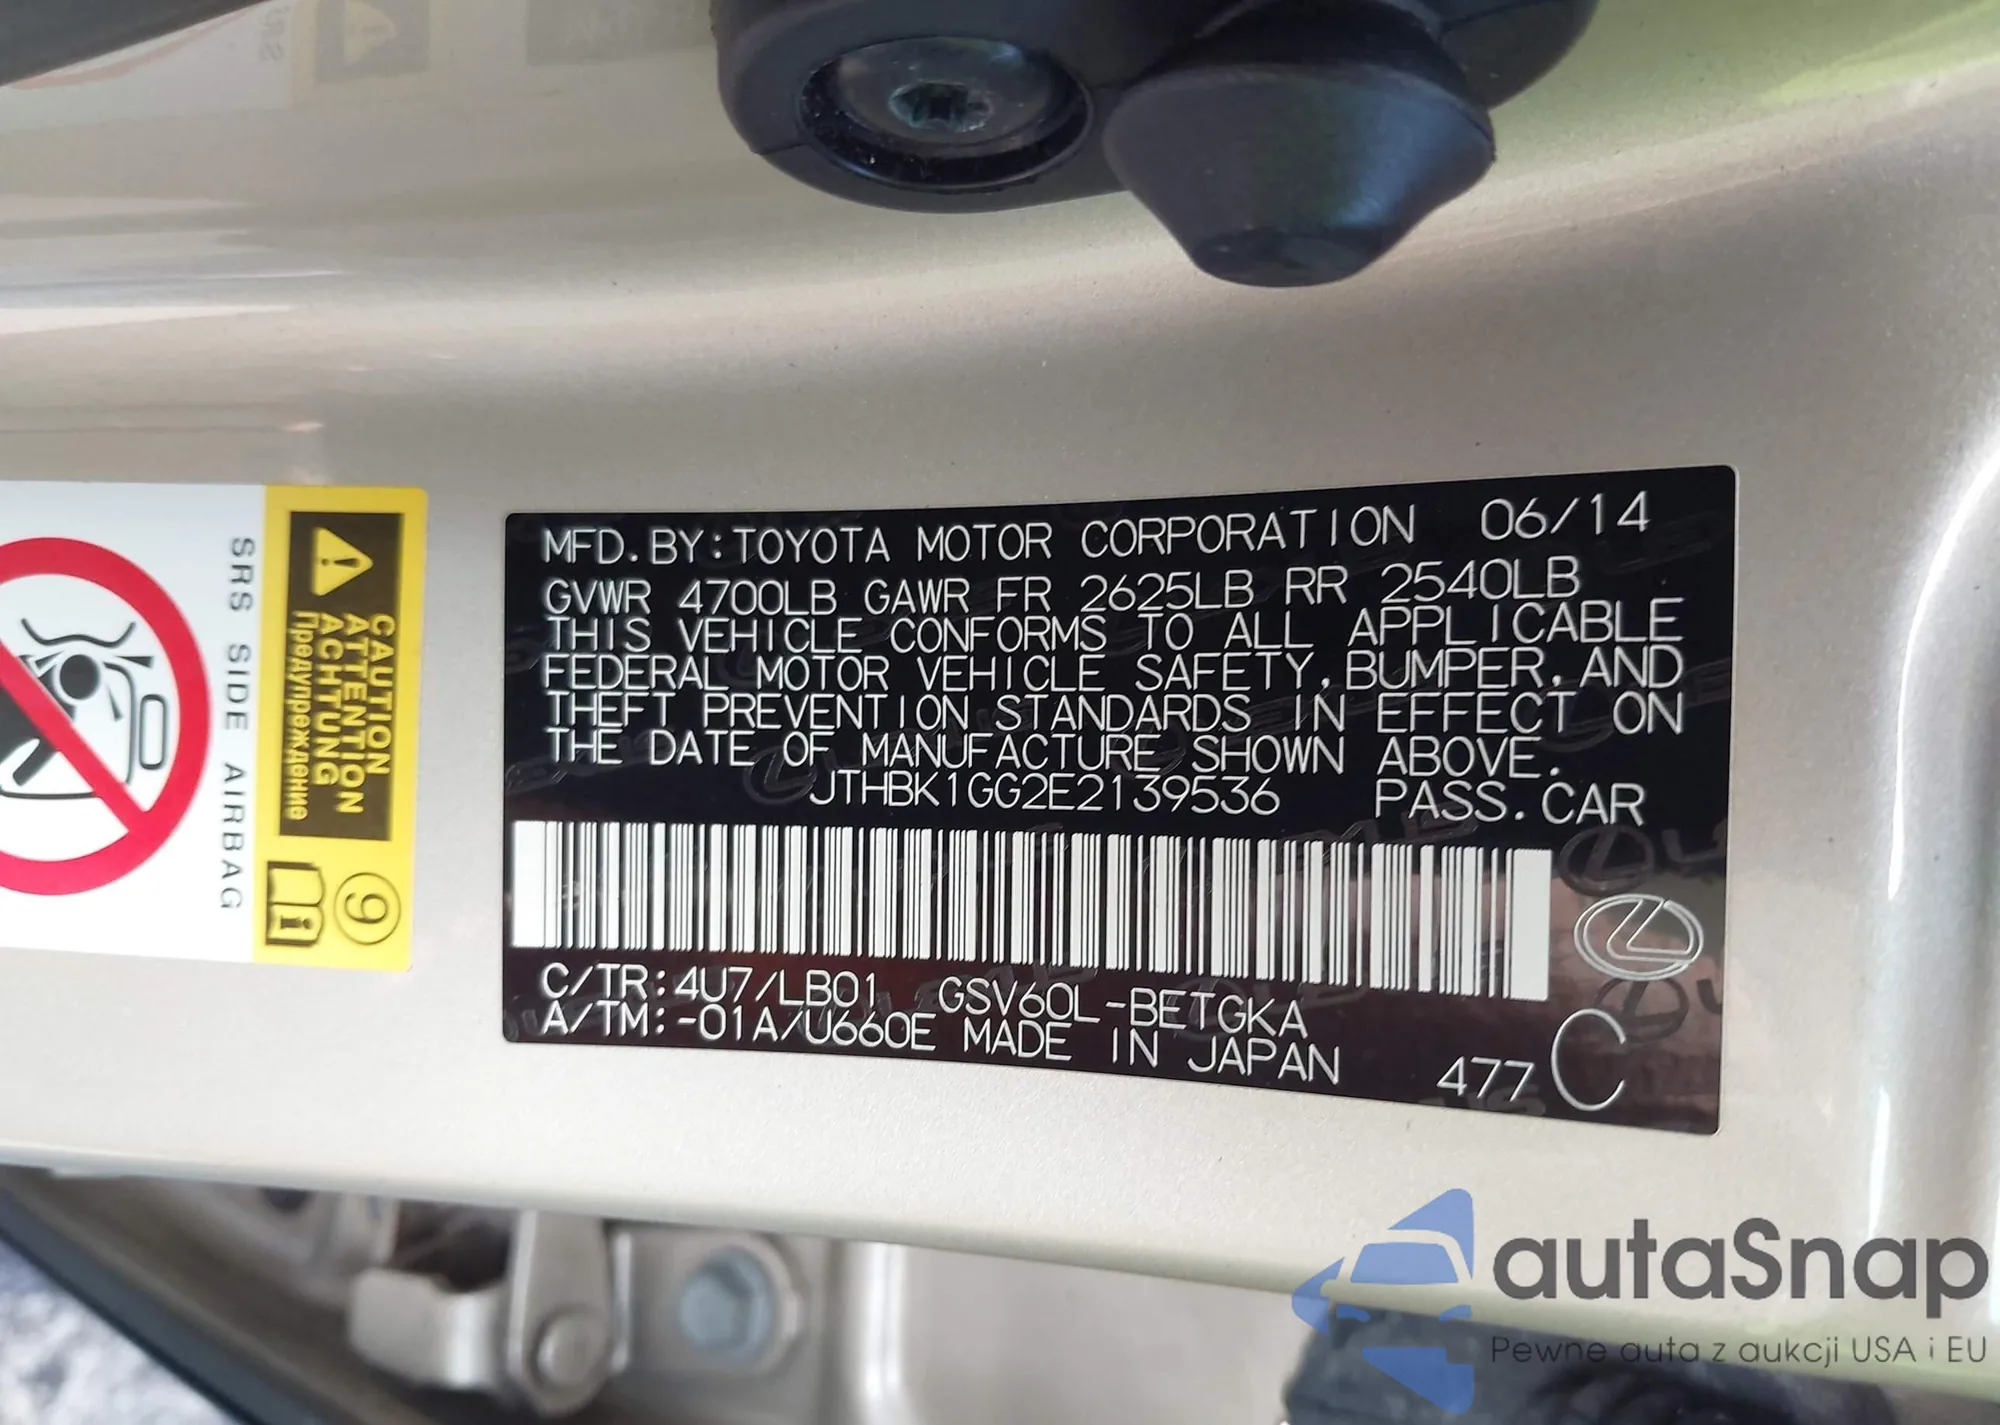 SRS SIDE AIRBAG
CAUTION
ATTENTION
ACHTUNG
Предупреждение
9
MFD. BY: TOYOTA MOTOR CORPORATION 06/14
GVWR 4700LB GAWR FR 2625LB RR 2540LB
THIS VEHICLE CONFORMS TO ALL APPLICABLE
FEDERAL MOTOR VEHICLE SAFETY, BUMPER, AND
THEFT PREVENTION STANDARDS IN EFFECT ON
THE DATE OF MANUFACTURE SHOWN ABOVE.
JTHBK1GG2E2139536 PASS. CAR
C/TR: 4U7/LB01 GSV60L-BETGKA
A/TM: -01A/U660E MADE IN JAPAN
477 C
autaSnap
Pewne auta z aukcji USA i EU